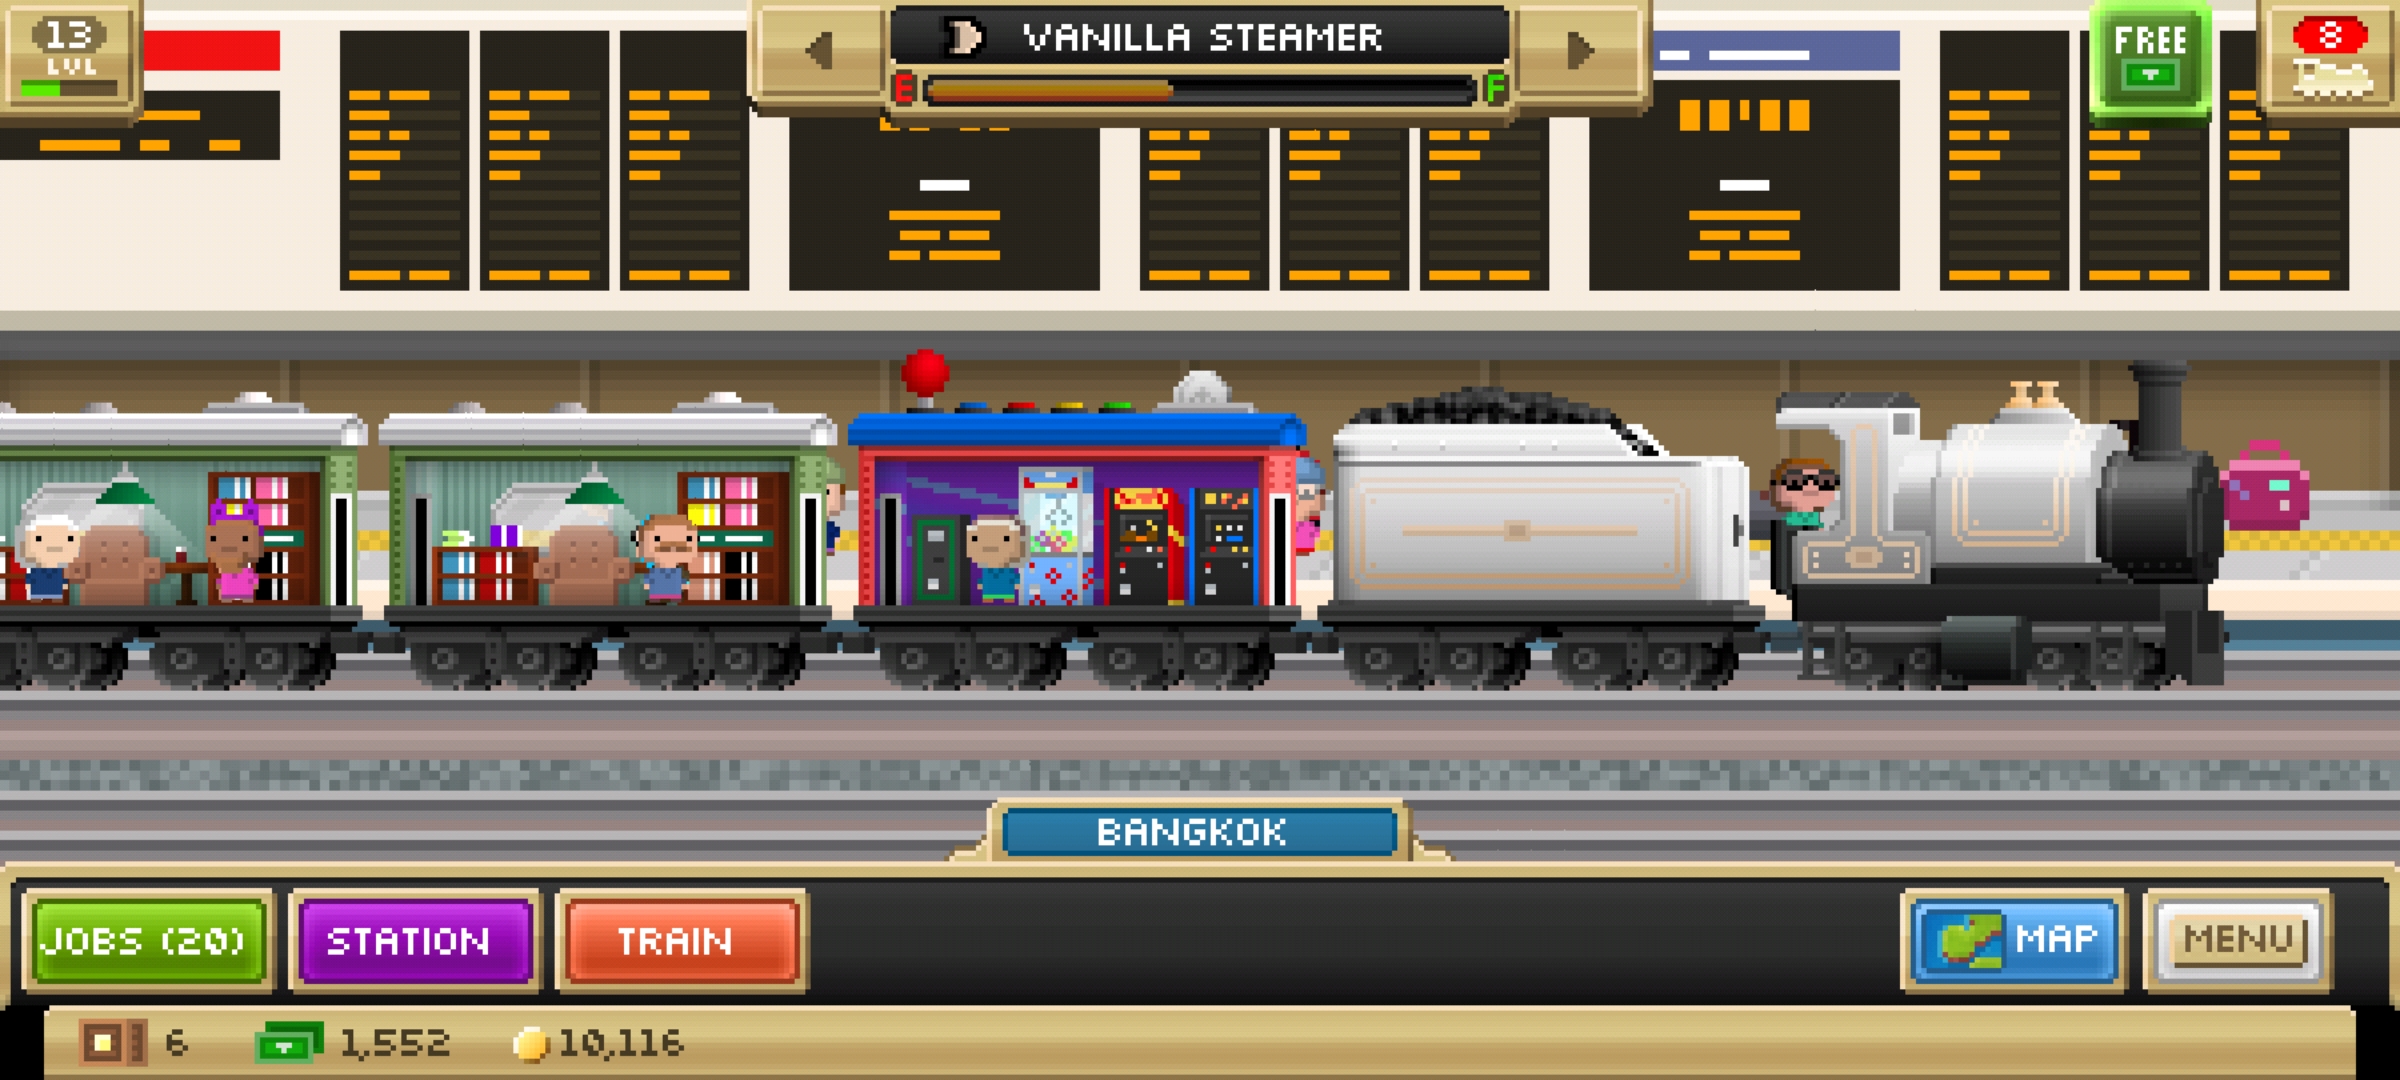 13
LVL
VANILLA STEAMER
E
F
FREE
8
BANGKOK
JOBS (20)
STATION
TRAIN
MAP
MENU
6
1,552
10,116